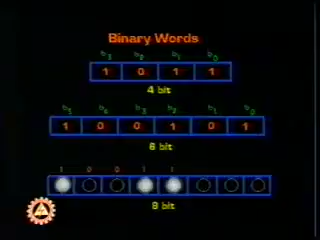 Binary Words
b3 b2 b1 b0
1 0 1 1
4 bit
b5 b4 b3 b2 b1 b0
1 0 0 1 0 1
6 bit
1 0 0 1 1
8 bit